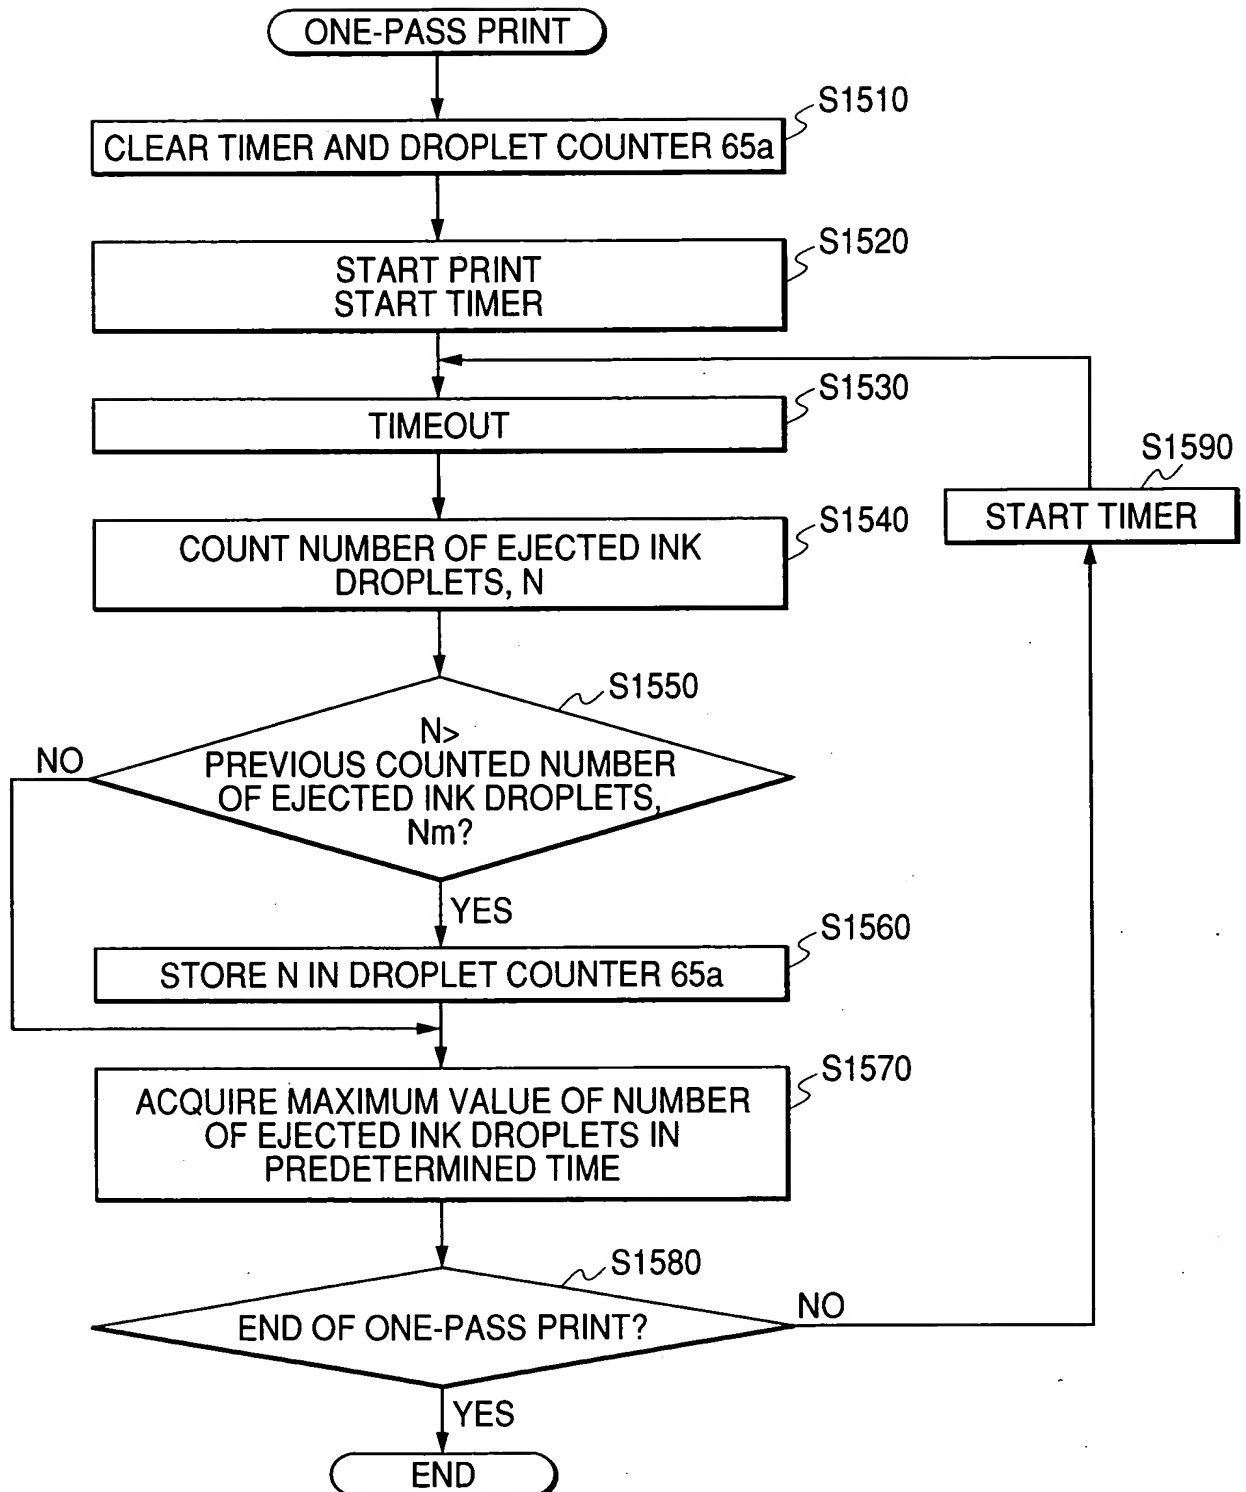 ONE-PASS PRINT
S1510
CLEAR TIMER AND DROPLET COUNTER 65a
S1520
START PRINT
START TIMER
S1530
TIMEOUT
S1590
START TIMER
S1540
COUNT NUMBER OF EJECTED INK
DROPLETS, N
S1550
N>
PREVIOUS COUNTED NUMBER
OF EJECTED INK DROPLETS,
Nm?
NO
YES
S1560
STORE N IN DROPLET COUNTER 65a
S1570
ACQUIRE MAXIMUM VALUE OF NUMBER
OF EJECTED INK DROPLETS IN
PREDETERMINED TIME
S1580
END OF ONE-PASS PRINT?
NO
YES
END